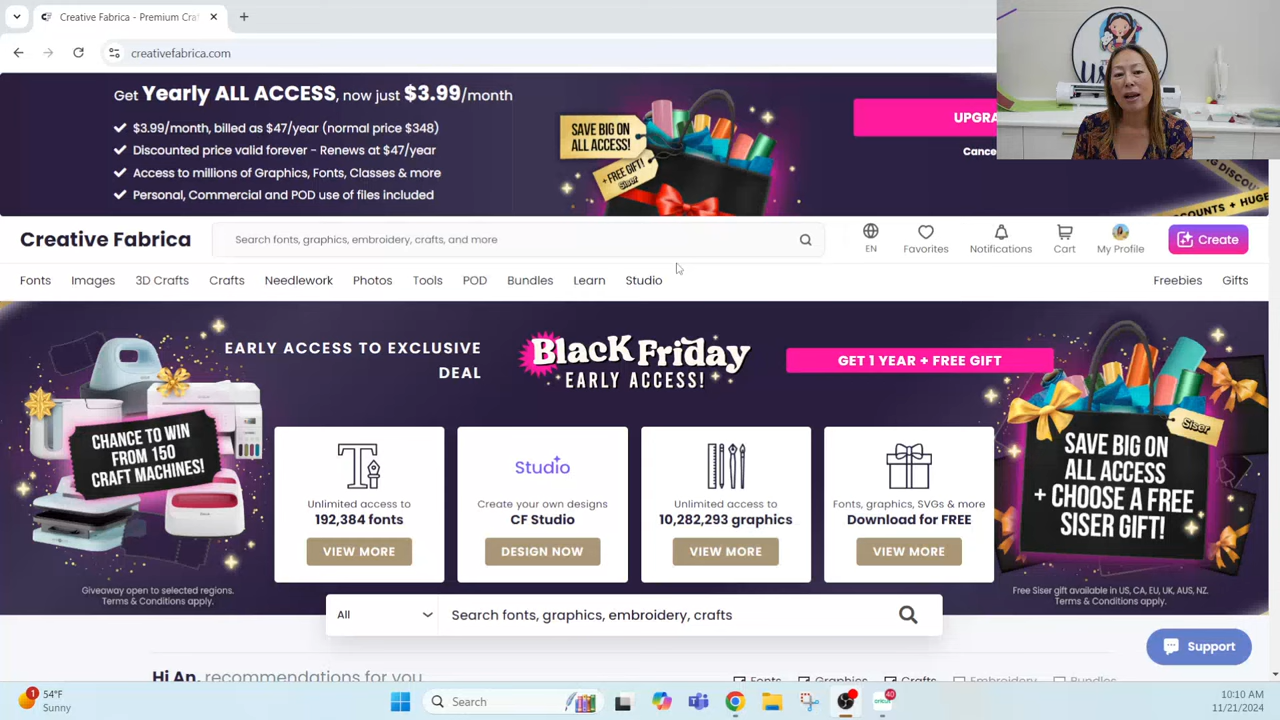 Creative Fabrica - Premium Cra
creativefabrica.com
Get Yearly ALL ACCESS, now just $3.99/month
$3.99/month, billed as $47/year (normal price $348)
Discounted price valid forever - Renews at $47/year
Access to millions of Graphics, Fonts, Classes & more
Personal, Commercial and POD use of files included
SAVE BIG ON
ALL ACCESS!
+ FREE GIFT!
Siser
UPGRA
Cance
COUNTS + HUGE
Creative Fabrica
Search fonts, graphics, embroidery, crafts, and more
EN
Favorites
Notifications
Cart
My Profile
Create
Fonts
Images
3D Crafts
Crafts
Needlework
Photos
Tools
POD
Bundles
Learn
Studio
Freebies
Gifts
EARLY ACCESS TO EXCLUSIVE
DEAL
Black Friday
EARLY ACCESS!
GET 1 YEAR + FREE GIFT
CHANCE TO WIN
FROM 150
CRAFT MACHINES!
Giveaway open to selected regions.
Terms & Conditions apply.
Unlimited access to
192,384 fonts
VIEW MORE
Studio
Create your own designs
CF Studio
DESIGN NOW
Unlimited access to
10,282,293 graphics
VIEW MORE
Fonts, graphics, SVGs & more
Download for FREE
VIEW MORE
Siser
SAVE BIG ON
ALL ACCESS
+ CHOOSE A FREE
SISER GIFT!
Free Siser gift available in US, CA, EU, UK, AUS, NZ.
Terms & Conditions apply.
All
Search fonts, graphics, embroidery, crafts
Support
Hi An, recommendations for you
Fonts
Graphics
Crafts
Embroidery
Bundles
1
54°F
Sunny
Search
40
10:10 AM
11/21/2024